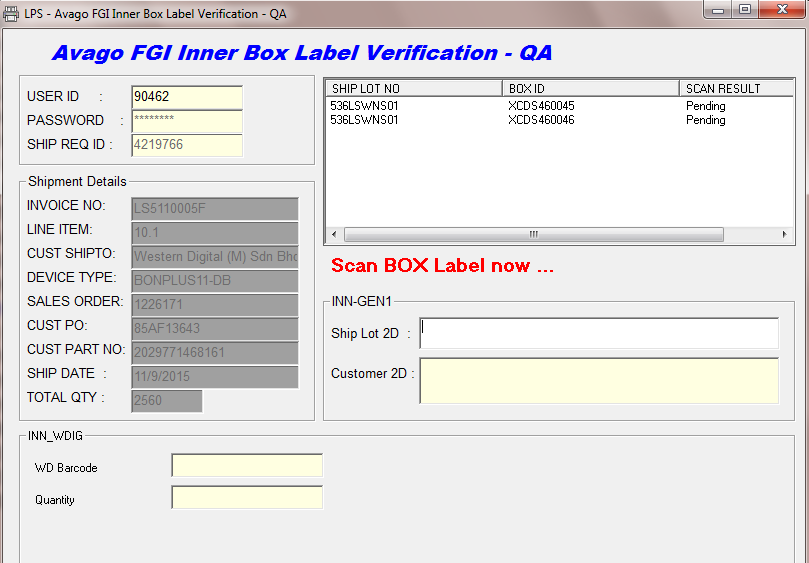 LPS - Avago FGI Inner Box Label Verification - QA
Avago FGI Inner Box Label Verification - QA
USER ID : 90462
PASSWORD : ********
SHIP REQ ID : 4219766
SHIP LOT NO BOX ID SCAN RESULT
536LSWNS01 XCDS460045 Pending
536LSWNS01 XCDS460046 Pending
Shipment Details
INVOICE NO: LS5110005F
LINE ITEM: 10.1
CUST SHIPTO: Western Digital (M) Sdn Bhd
DEVICE TYPE: BONPLUS11-DB
SALES ORDER: 1226171
CUST PO: 85AF13643
CUST PART NO: 2029771468161
SHIP DATE : 11/9/2015
TOTAL QTY : 2560
Scan BOX Label now ...
INN-GEN1
Ship Lot 2D :
Customer 2D :
INN_WDIG
WD Barcode
Quantity